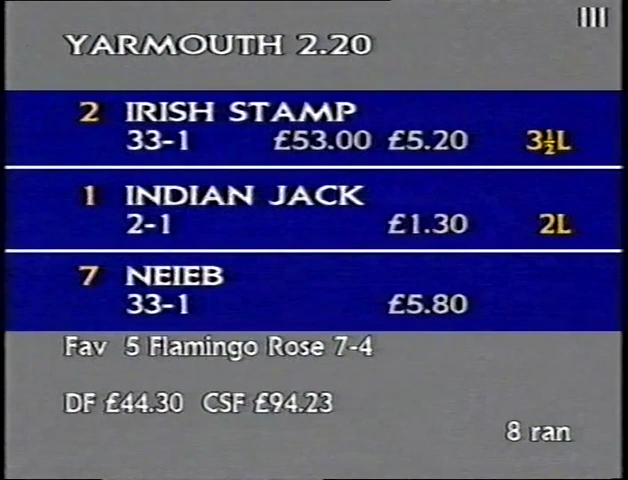 YARMOUTH 2.20
2 IRISH STAMP
33-1 £53.00 £5.20 3½L
1 INDIAN JACK
2-1 £1.30 2L
7 NEIEB
33-1 £5.80
Fav 5 Flamingo Rose 7-4
DF £44.30 CSF £94.23
8 ran